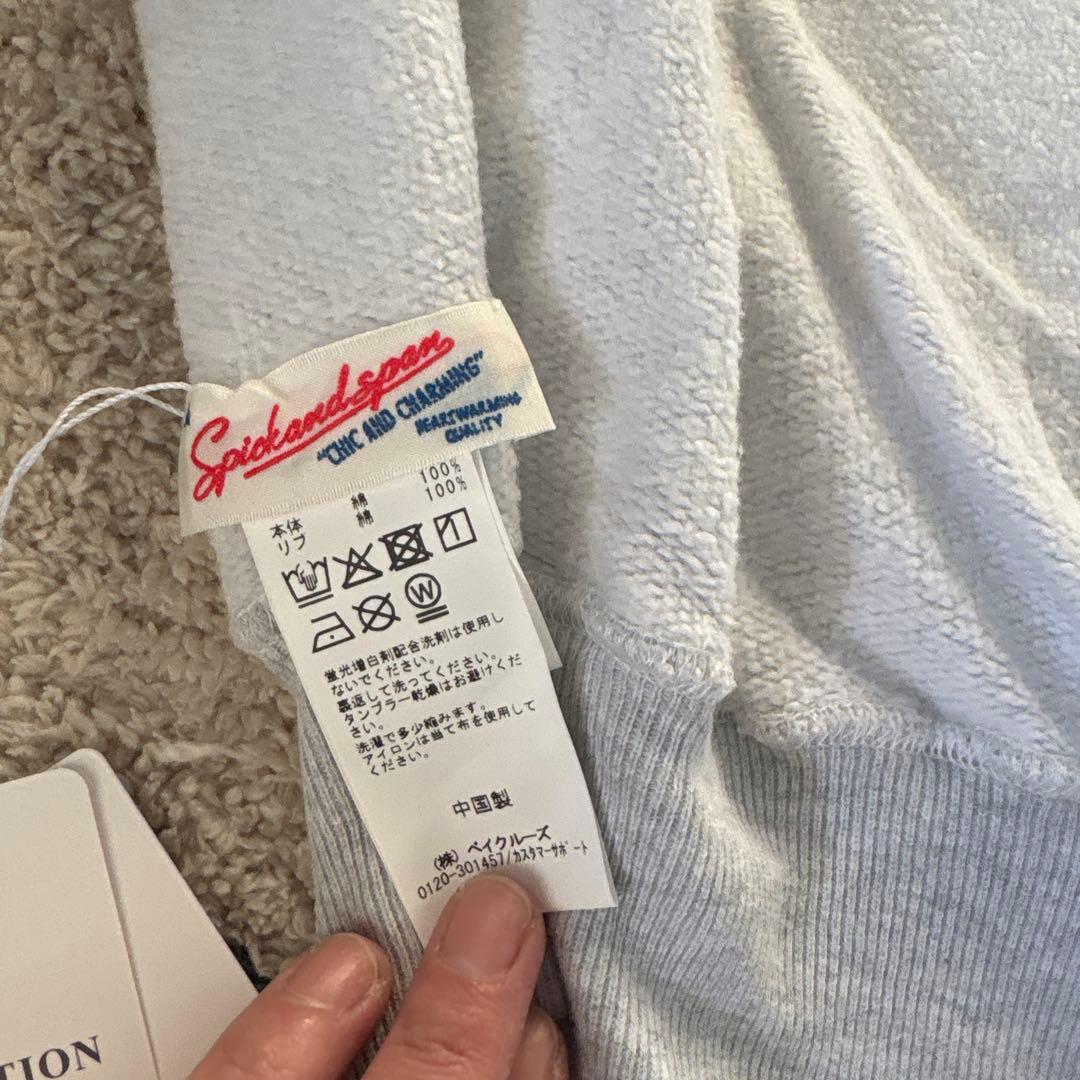 Spick and span
"CHIC AND CHARMING"
HEARTWARMING
QUALITY
本体 綿 100%
リブ 綿 100%
W
蛍光増白剤配合洗剤は使用し
ないでください。
裏返して洗ってください。
タンブラー乾燥はお避けくだ
さい。
洗濯で多少縮みます。
アイロンは当て布を使用して
ください。
中国製
(株) ベイクルーズ
0120-301457/カスタマーサポート
TION